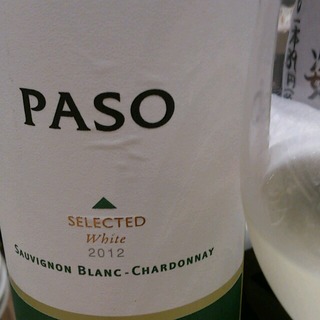 PASO
SELECTED
White
2012
SAUVIGNON BLANC - CHARDONNAY